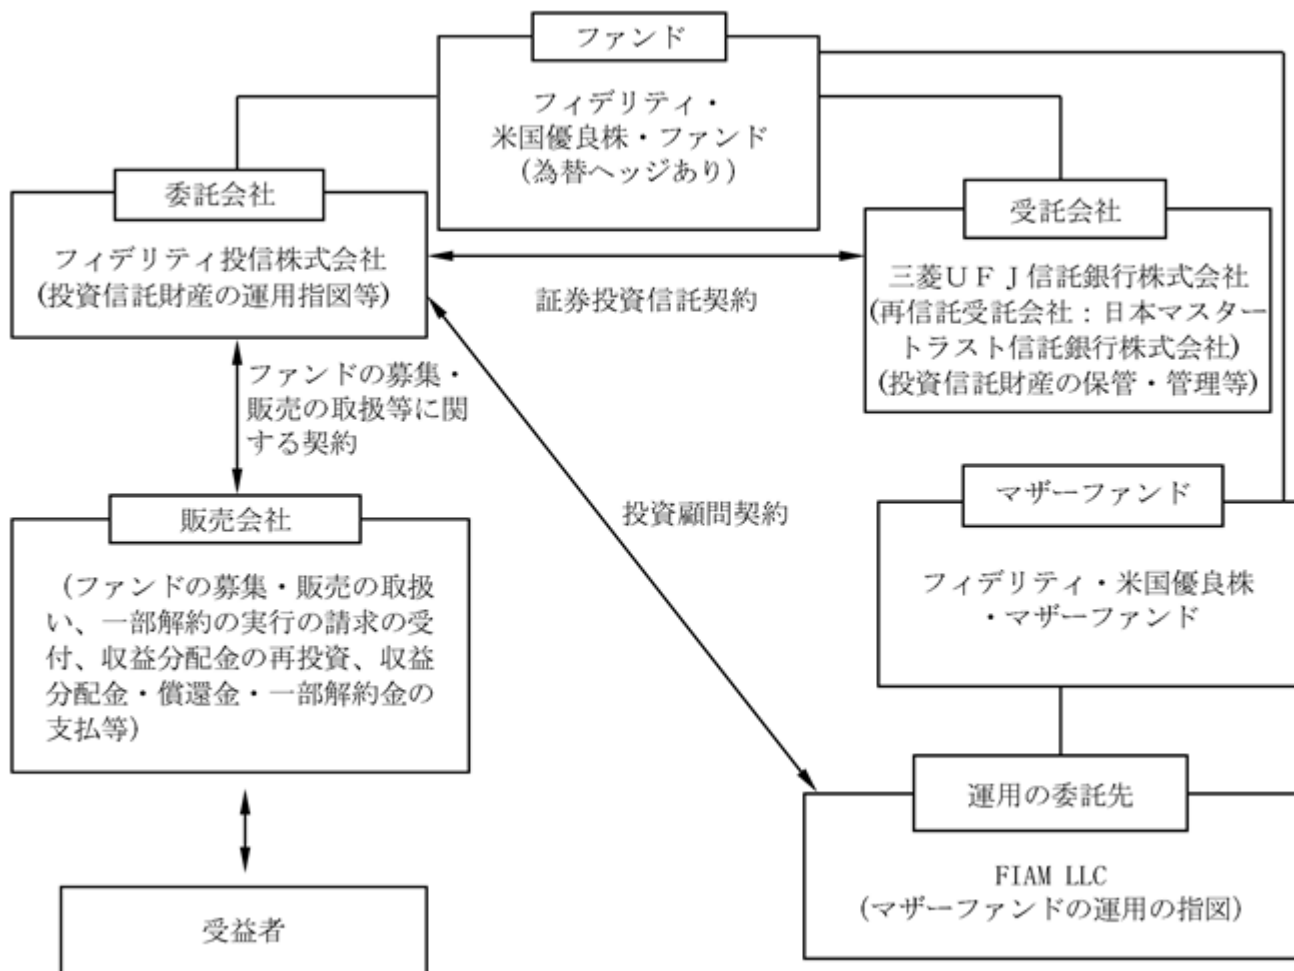 ファンド
フィデリティ・
米国優良株・ファンド
(為替ヘッジあり)
委託会社
フィデリティ投信株式会社
(投資信託財産の運用指図等)
証券投資信託契約
受託会社
三菱ＵＦＪ信託銀行株式会社
(再信託受託会社：日本マスター
トラスト信託銀行株式会社)
(投資信託財産の保管・管理等)
ファンドの募集・
販売の取扱等に関
する契約
投資顧問契約
販売会社
(ファンドの募集・販売の取扱
い、一部解約の実行の請求の受
付、収益分配金の再投資、収益
分配金・償還金・一部解約金の
支払等)
マザーファンド
フィデリティ・米国優良株
・マザーファンド
運用の委託先
FIAM LLC
(マザーファンドの運用の指図)
受益者